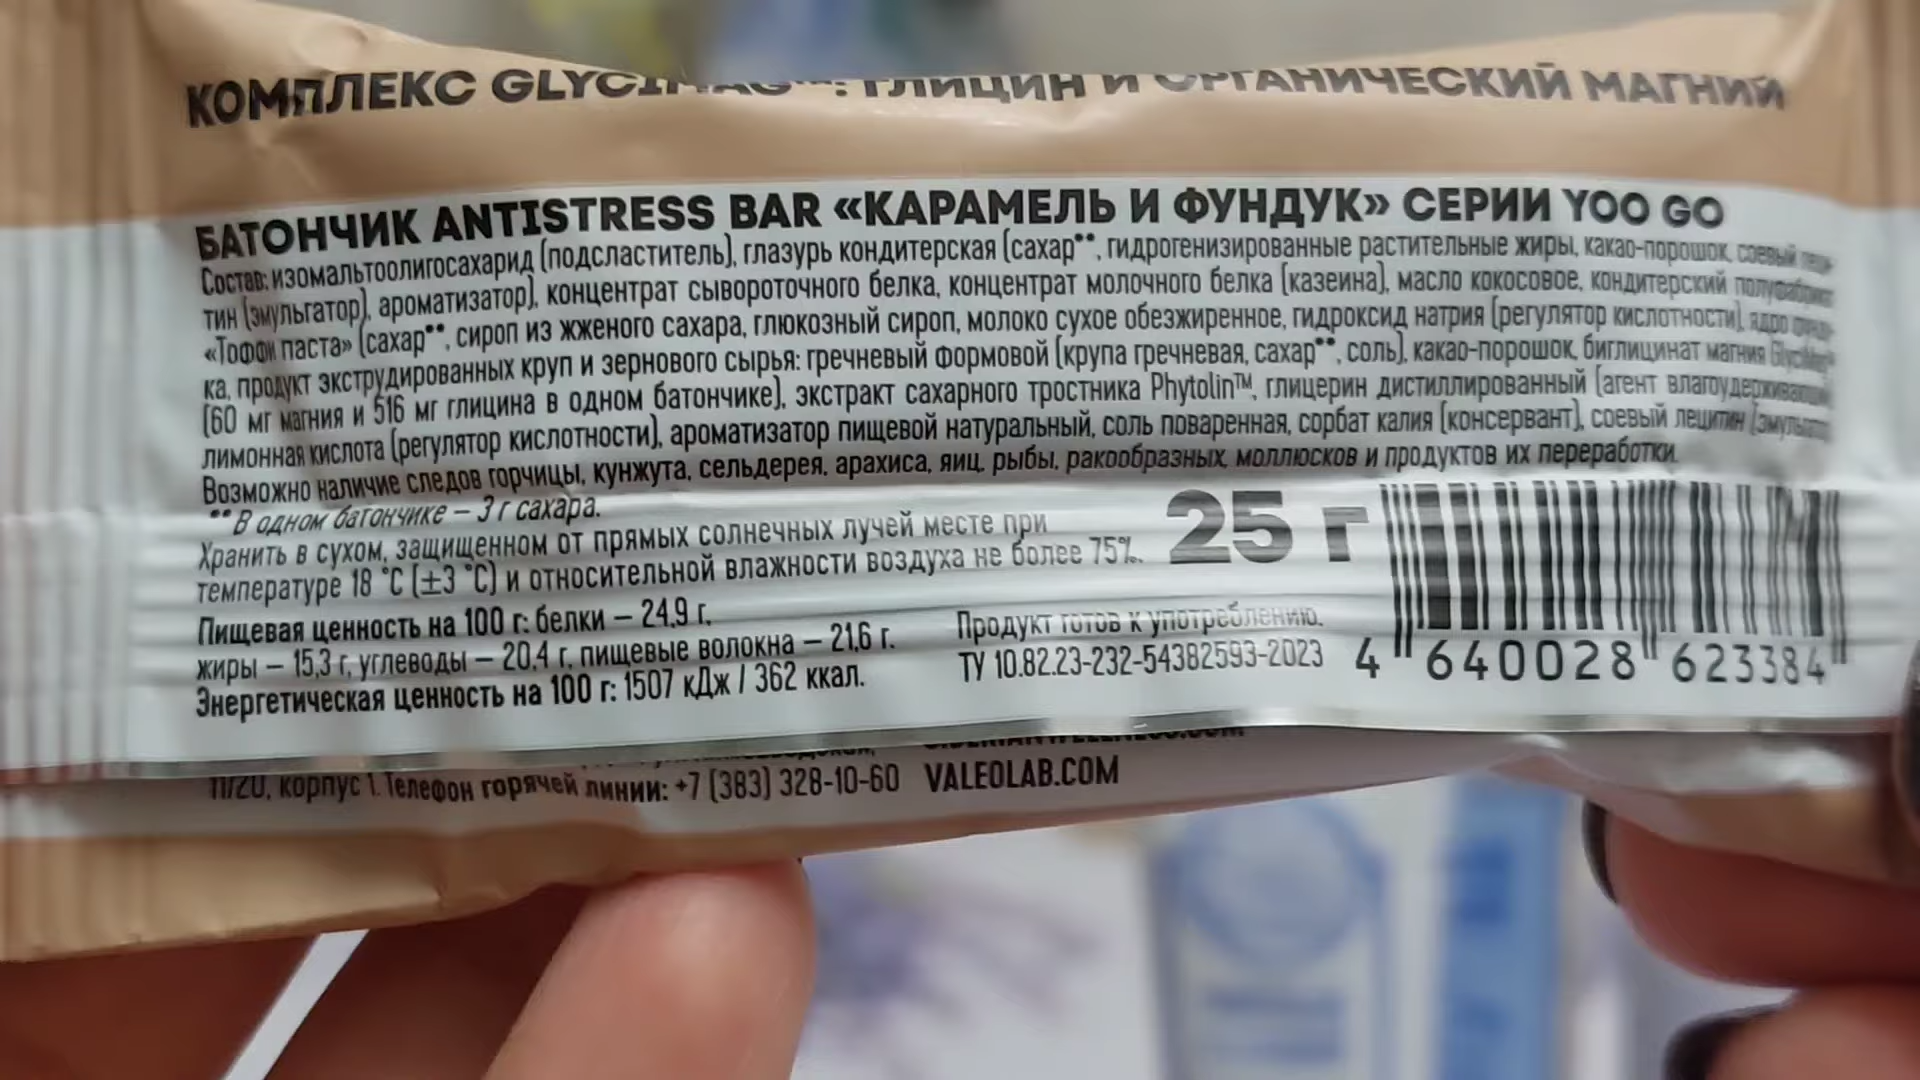 КОМПЛЕКС GLYCIMAG™: ГЛИЦИН И ОРГАНИЧЕСКИЙ МАГНИЙ
БАТОНЧИК ANTISTRESS BAR «КАРАМЕЛЬ И ФУНДУК» СЕРИИ YOO GO
Состав: изомальтоолигосахарид (подсластитель), глазурь кондитерская (сахар**, гидрогенизированные растительные жиры, какао-порошок, соевый леци-
тин (эмульгатор), ароматизатор), концентрат сывороточного белка, концентрат молочного белка (казеина), масло кокосовое, кондитерский полуфабрикат
«Тоффи паста» (сахар**, сироп из жженого сахара, глюкозный сироп, молоко сухое обезжиренное, гидроксид натрия (регулятор кислотности), ядро фунду-
ка, продукт экструдированных круп и зернового сырья: гречневый формовой (крупа гречневая, сахар**, соль), какао-порошок, биглицинат магния GlyciMag™
(60 мг магния и 516 мг глицина в одном батончике), экстракт сахарного тростника Phytolin™, глицерин дистиллированный (агент влагоудерживающий)
лимонная кислота (регулятор кислотности), ароматизатор пищевой натуральный, соль поваренная, сорбат калия (консервант), соевый лецитин (эмульгатор)
Возможно наличие следов горчицы, кунжута, сельдерея, арахиса, яиц, рыбы, ракообразных, моллюсков и продуктов их переработки.
**В одном батончике – 3 г сахара.
Хранить в сухом, защищенном от прямых солнечных лучей месте при
температуре 18 °С (±3 °С) и относительной влажности воздуха не более 75%.
25 г
Пищевая ценность на 100 г: белки – 24,9 г,
жиры – 15,3 г, углеводы – 20,4 г, пищевые волокна – 21,6 г.
Энергетическая ценность на 100 г: 1507 кДж / 362 ккал.
Продукт готов к употреблению.
ТУ 10.82.23-232-54382593-2023
4 640028 623384
11/20, корпус 1. Телефон горячей линии: +7 (383) 328-10-60 VALEOLAB.COM